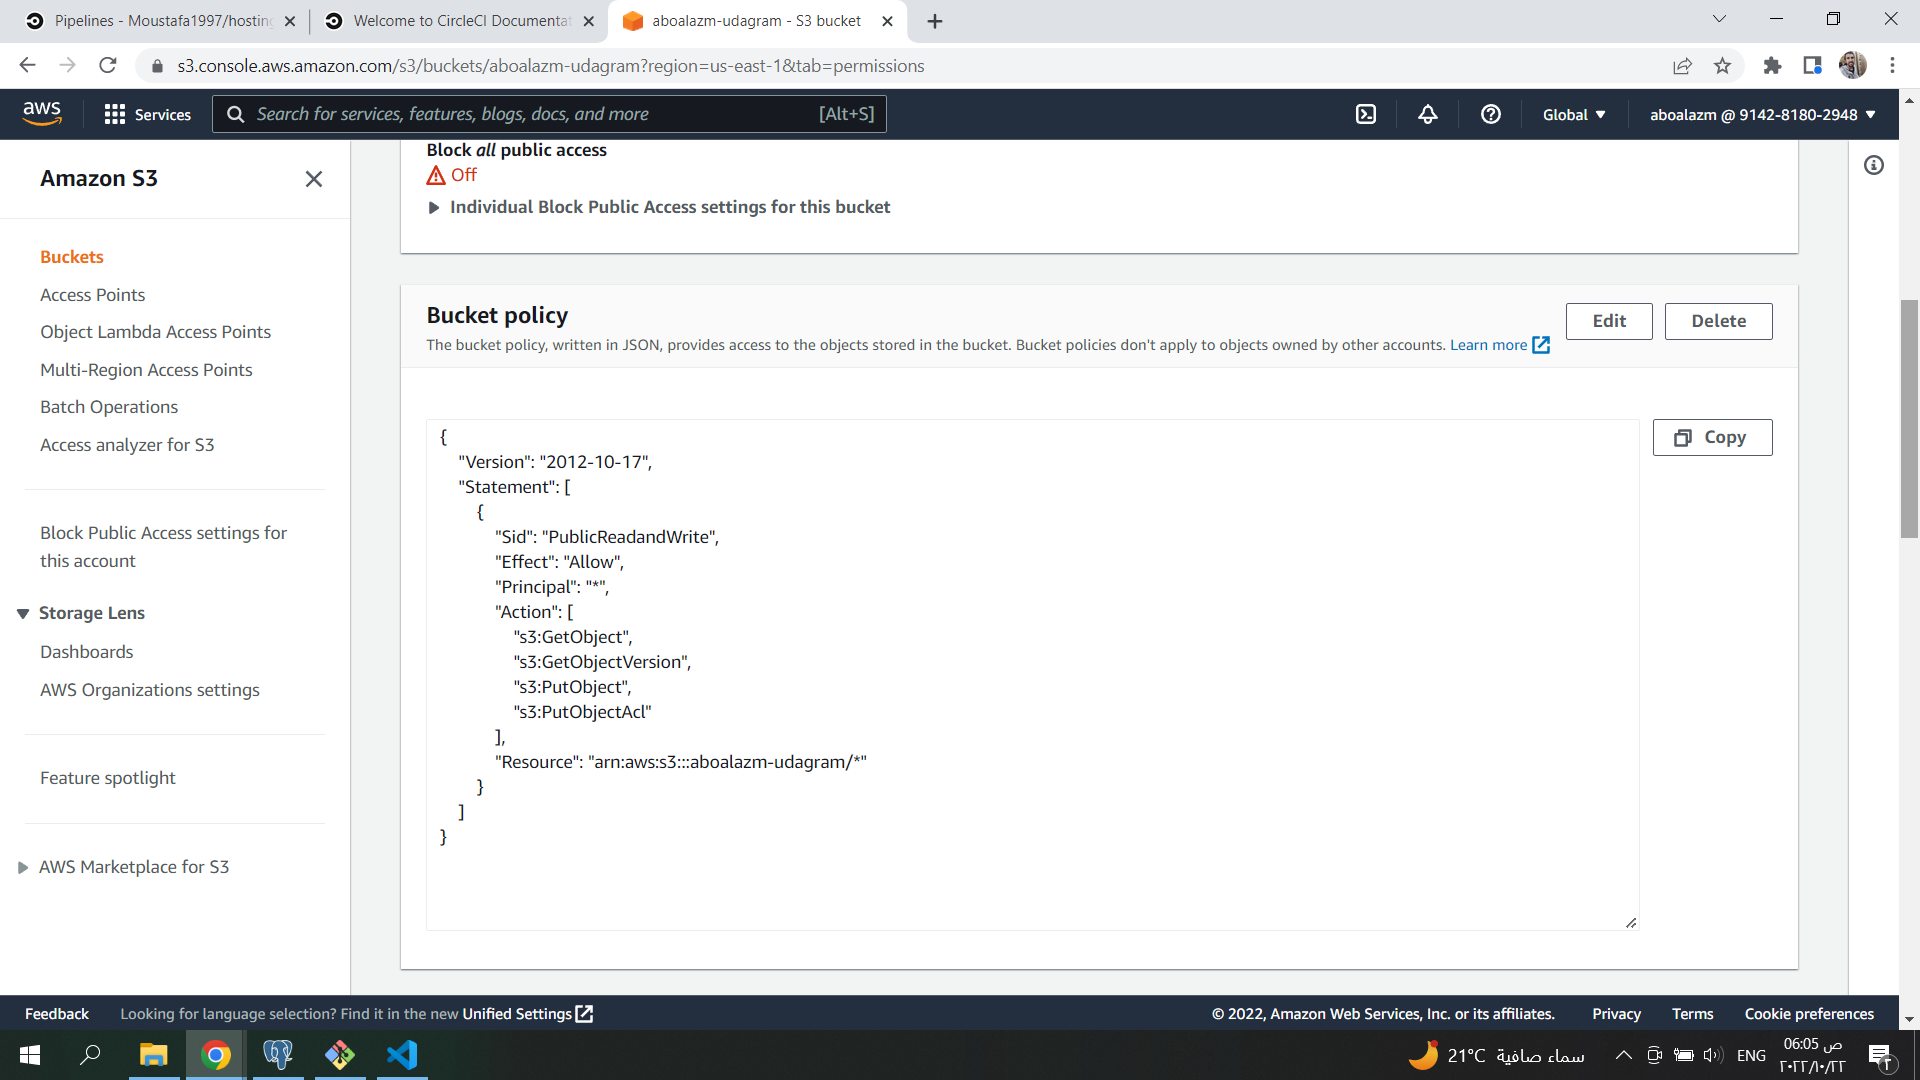 Pipelines - Moustafa1997/hosting
Welcome to CircleCI Documentat
aboalazm-udagram - S3 bucket
s3.console.aws.amazon.com/s3/buckets/aboalazm-udagram?region=us-east-1&tab=permissions
aws
Services
Search for services, features, blogs, docs, and more
[Alt+S]
Global
aboalazm @ 9142-8180-2948
Amazon S3
Buckets
Access Points
Object Lambda Access Points
Multi-Region Access Points
Batch Operations
Access analyzer for S3
Block Public Access settings for
this account
Storage Lens
Dashboards
AWS Organizations settings
Feature spotlight
AWS Marketplace for S3
Block all public access
Off
Individual Block Public Access settings for this bucket
Bucket policy
Edit
Delete
The bucket policy, written in JSON, provides access to the objects stored in the bucket. Bucket policies don't apply to objects owned by other accounts. Learn more
Copy
{
"Version": "2012-10-17",
"Statement": [
{
"Sid": "PublicReadandWrite",
"Effect": "Allow",
"Principal": "*",
"Action": [
"s3:GetObject",
"s3:GetObjectVersion",
"s3:PutObject",
"s3:PutObjectAcl"
],
"Resource": "arn:aws:s3:::aboalazm-udagram/*"
}
]
}
Feedback
Looking for language selection? Find it in the new Unified Settings
© 2022, Amazon Web Services, Inc. or its affiliates.
Privacy
Terms
Cookie preferences
21°C سماء صافية
ENG
06:05 ص
٢٠٢٢/١٠/٢٢
٢